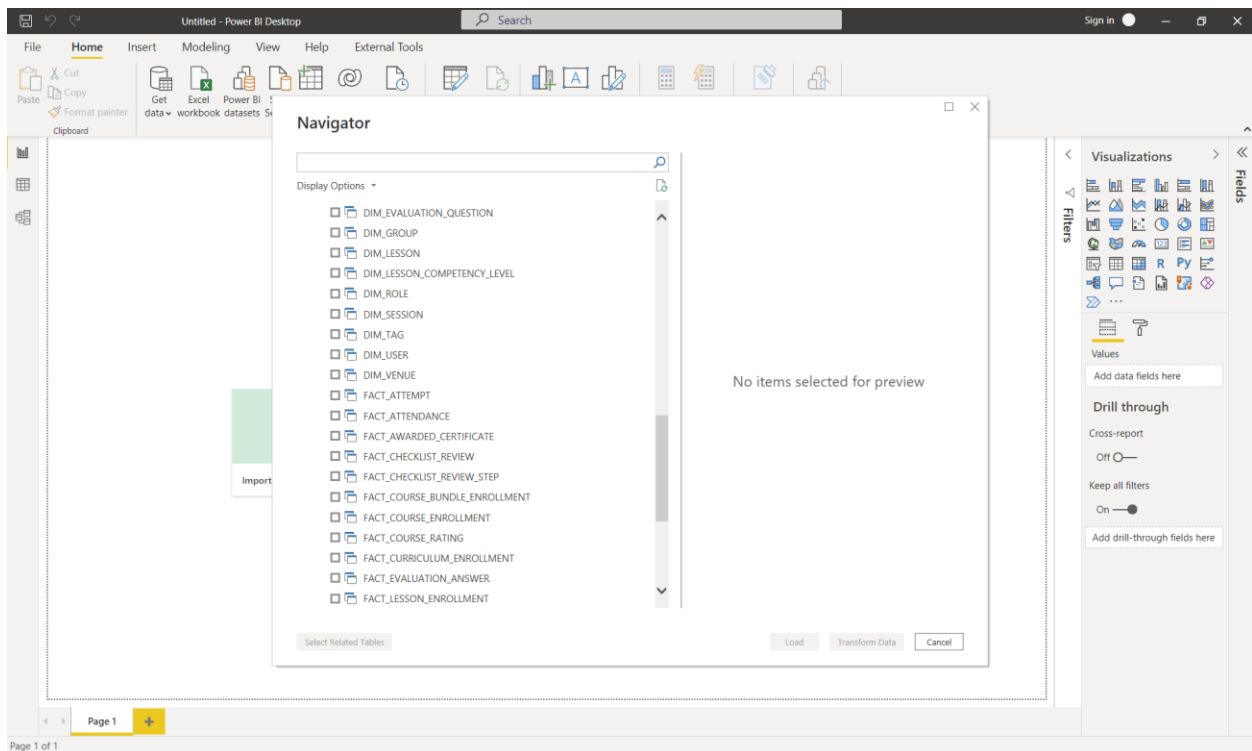 Untitled - Power BI Desktop
Search
Sign in
File Home Insert Modeling View Help External Tools
Paste
Cut
Copy
Format painter
Clipboard
Get data
Excel workbook
Power BI datasets
Navigator
Display Options
DIM_EVALUATION_QUESTION
DIM_GROUP
DIM_LESSON
DIM_LESSON_COMPETENCY_LEVEL
DIM_ROLE
DIM_SESSION
DIM_TAG
DIM_USER
DIM_VENUE
FACT_ATTEMPT
FACT_ATTENDANCE
FACT_AWARDED_CERTIFICATE
FACT_CHECKLIST_REVIEW
FACT_CHECKLIST_REVIEW_STEP
FACT_COURSE_BUNDLE_ENROLLMENT
FACT_COURSE_ENROLLMENT
FACT_COURSE_RATING
FACT_CURRICULUM_ENROLLMENT
FACT_EVALUATION_ANSWER
FACT_LESSON_ENROLLMENT
No items selected for preview
Select Related Tables
Load
Transform Data
Cancel
Import
Filters
Visualizations
Fields
R Py
Values
Add data fields here
Drill through
Cross-report
Off
Keep all filters
On
Add drill-through fields here
Page 1
Page 1 of 1